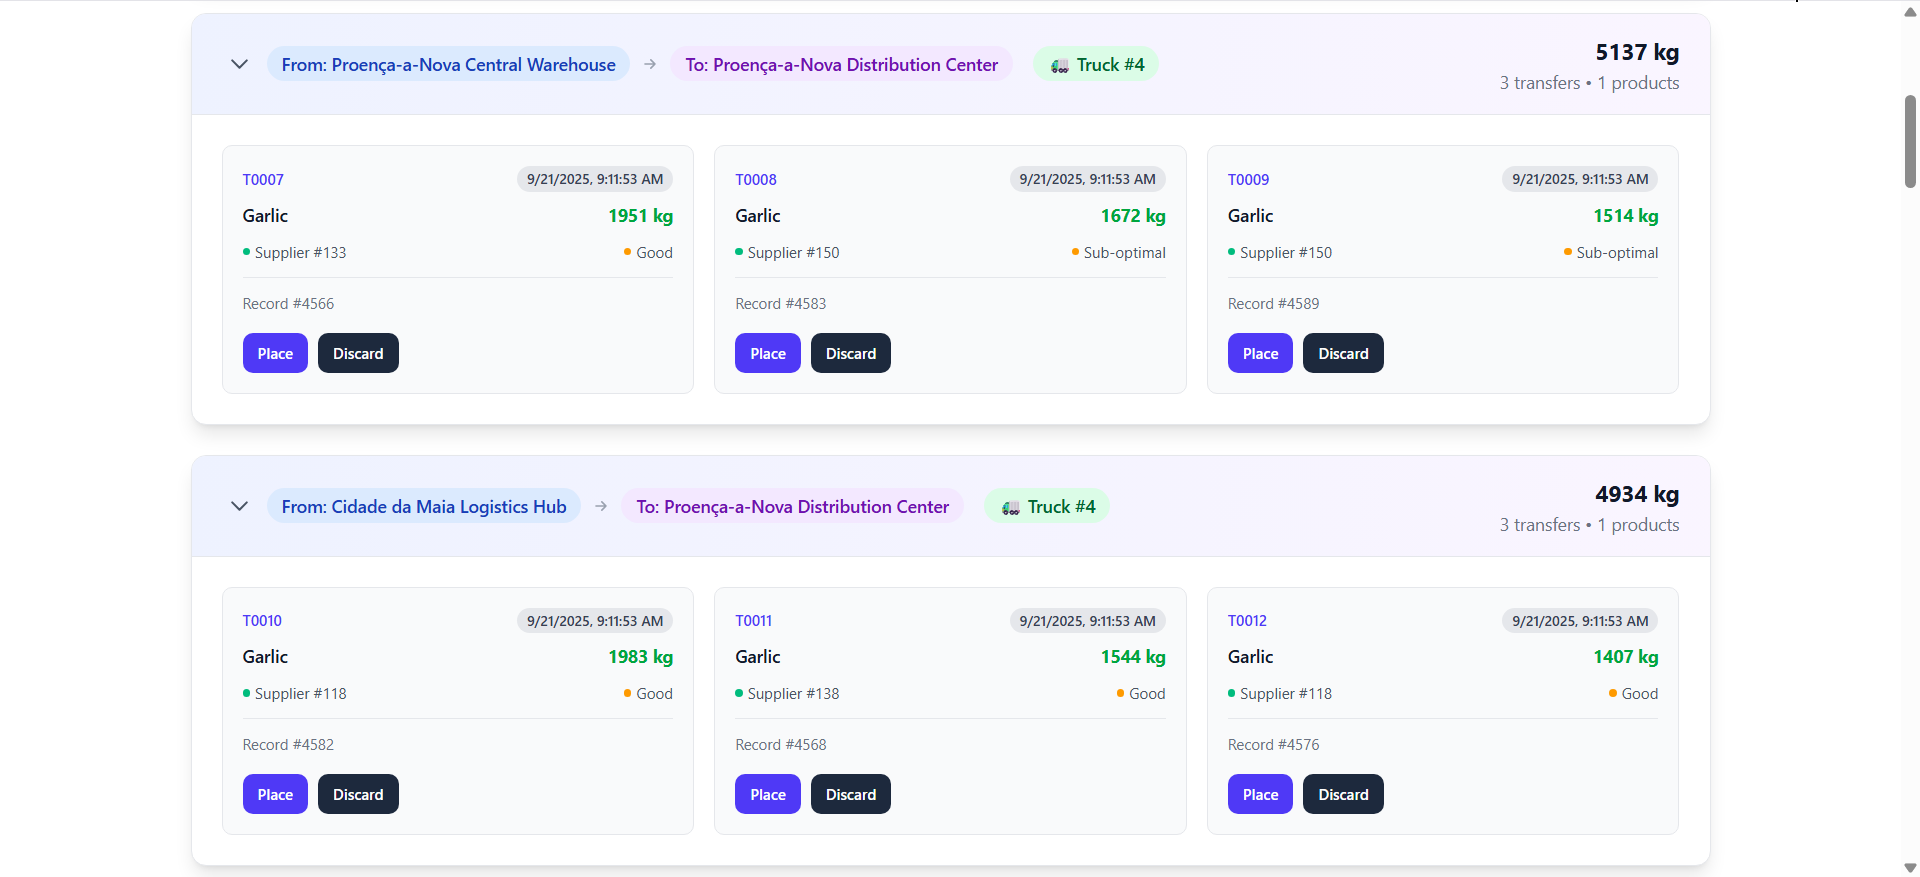 From: Proença-a-Nova Central Warehouse → To: Proença-a-Nova Distribution Center 🚛 Truck #4
5137 kg
3 transfers • 1 products
T0007 9/21/2025, 9:11:53 AM
Garlic 1951 kg
Supplier #133 Good
Record #4566
Place Discard
T0008 9/21/2025, 9:11:53 AM
Garlic 1672 kg
Supplier #150 Sub-optimal
Record #4583
Place Discard
T0009 9/21/2025, 9:11:53 AM
Garlic 1514 kg
Supplier #150 Sub-optimal
Record #4589
Place Discard
From: Cidade da Maia Logistics Hub → To: Proença-a-Nova Distribution Center 🚛 Truck #4
4934 kg
3 transfers • 1 products
T0010 9/21/2025, 9:11:53 AM
Garlic 1983 kg
Supplier #118 Good
Record #4582
Place Discard
T0011 9/21/2025, 9:11:53 AM
Garlic 1544 kg
Supplier #138 Good
Record #4568
Place Discard
T0012 9/21/2025, 9:11:53 AM
Garlic 1407 kg
Supplier #118 Good
Record #4576
Place Discard